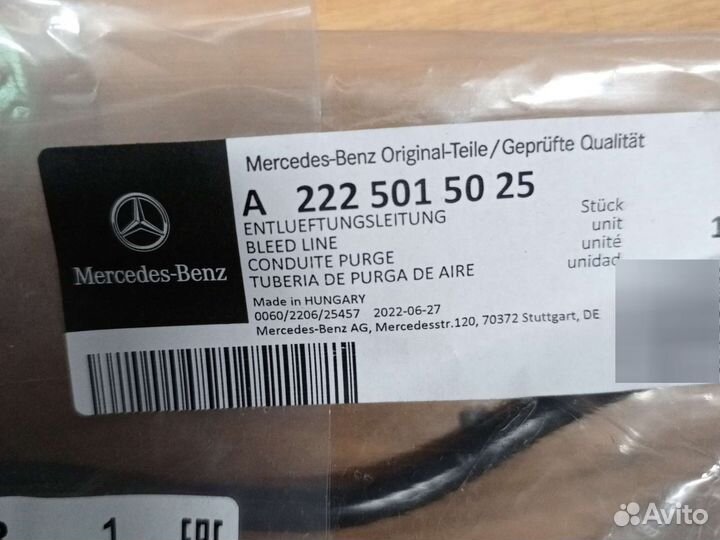 Mercedes-Benz Original-Teile/Geprüfte Qualität
A 222 501 50 25
ENTLUEFTUNGSLEITUNG
BLEED LINE
CONDUITE PURGE
TUBERIA DE PURGA DE AIRE
Stück
unit
unité
unidad
1
Mercedes-Benz
Made in HUNGARY
0060/2206/25457 2022-06-27
Mercedes-Benz AG, Mercedesstr.120, 70372 Stuttgart, DE
1 EAC
Avito